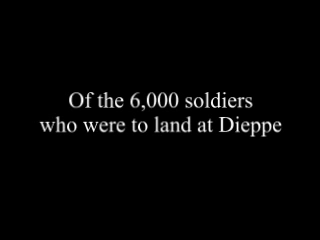 Of the 6,000 soldiers
who were to land at Dieppe